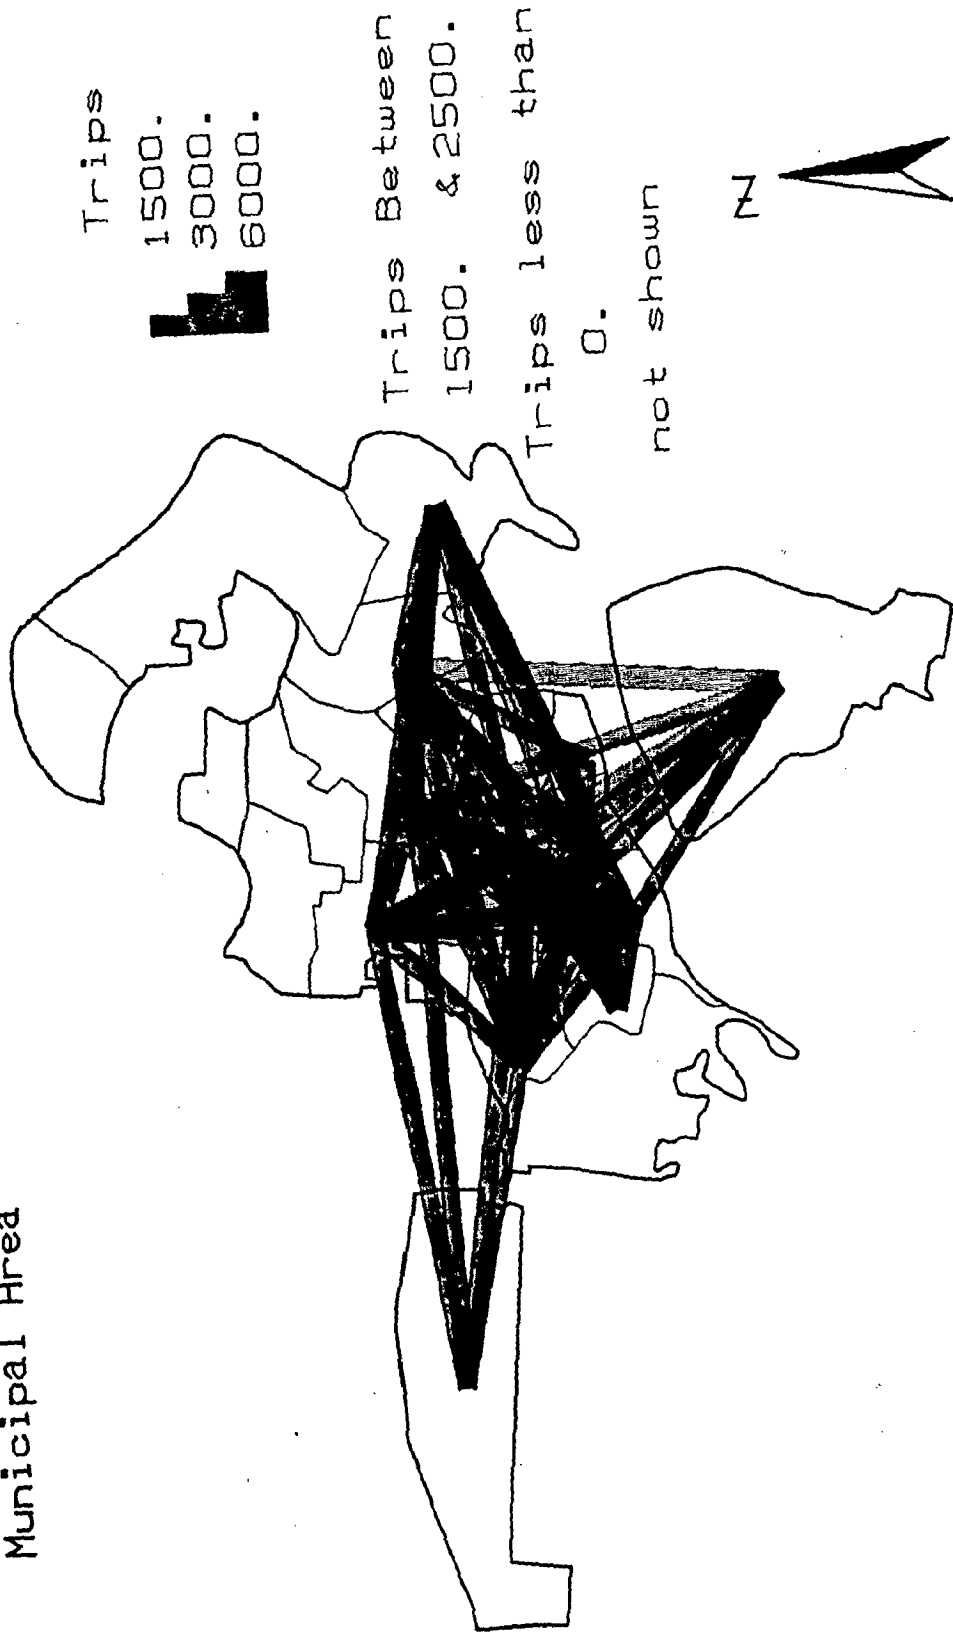 Municipal Area
Trips
1500.
3000.
6000.
Trips Between
1500. & 2500.
Trips less than
0.
not shown
N